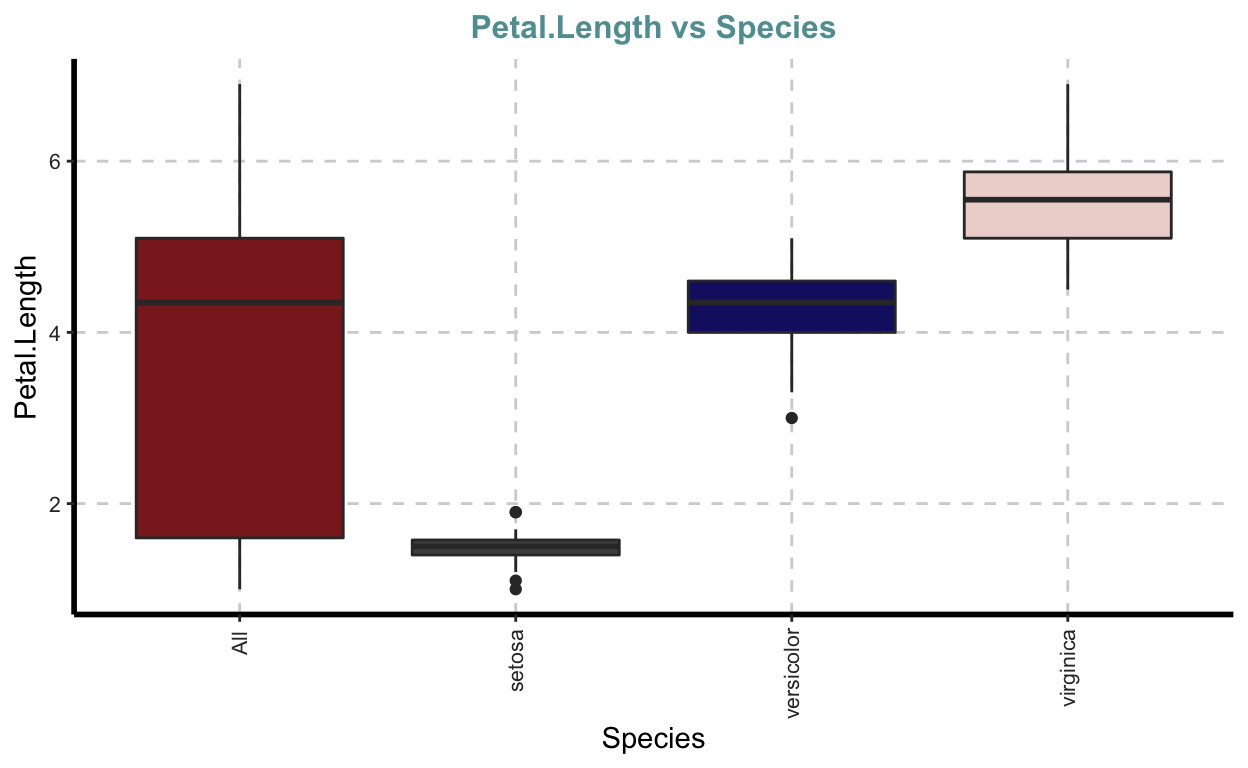 Petal.Length vs Species
Petal.Length
6
4
2
All
setosa
versicolor
virginica
Species